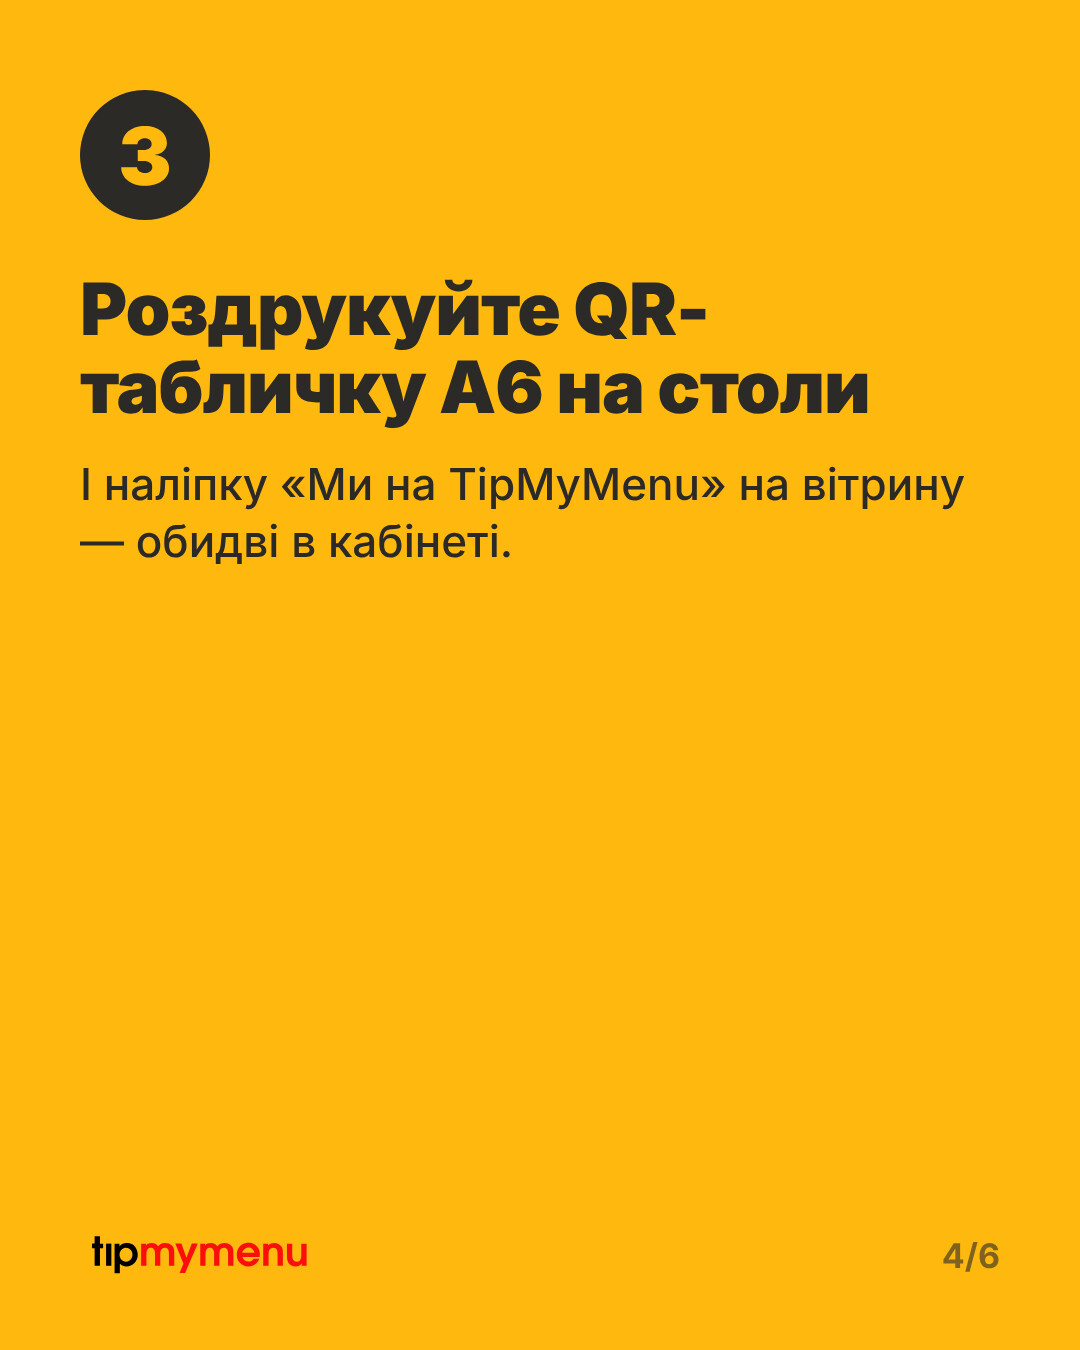 3
Роздрукуйте QR-
табличку А6 на столи
І наліпку «Ми на TipMyMenu» на вітрину
— обидві в кабінеті.
tipmymenu
4/6